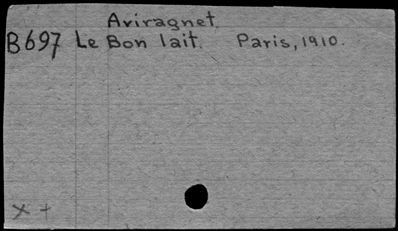 Aviragnet.
B697 Le Bon lait. Paris, 1910.
x +